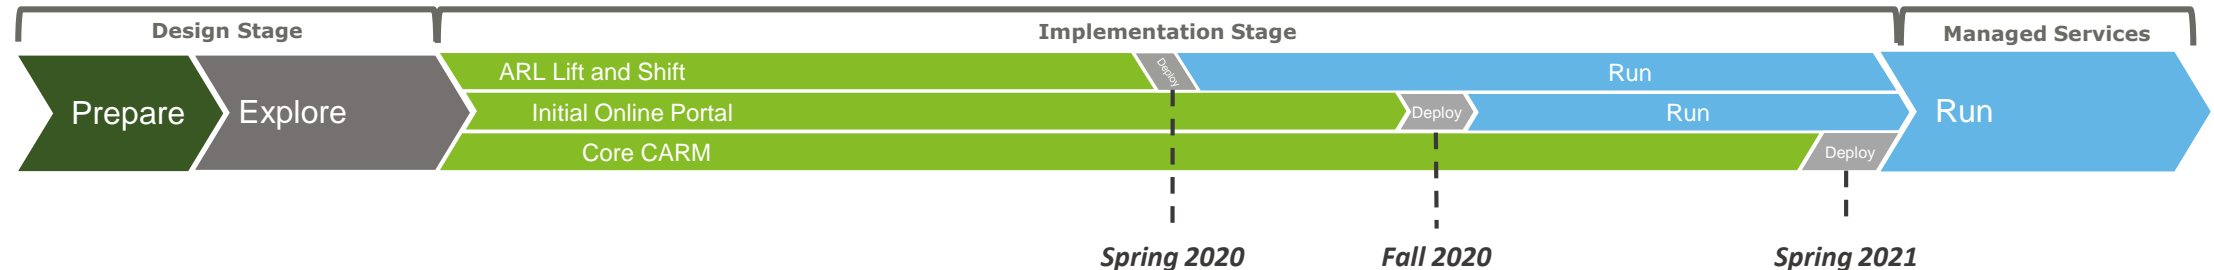 Design Stage
Implementation Stage
Managed Services
Prepare
Explore
ARL Lift and Shift
Deploy
Run
Initial Online Portal
Deploy
Run
Core CARM
Deploy
Run
Spring 2020
Fall 2020
Spring 2021